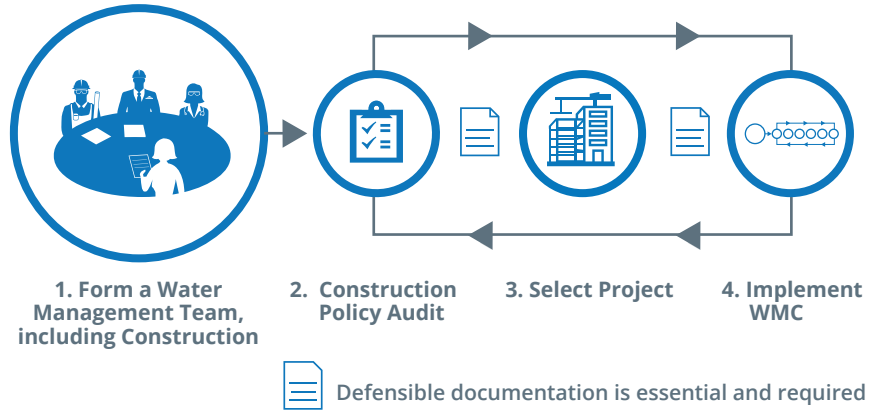 1. Form a Water
Management Team,
including Construction
2. Construction
Policy Audit
3. Select Project
4. Implement
WMC
Defensible documentation is essential and required